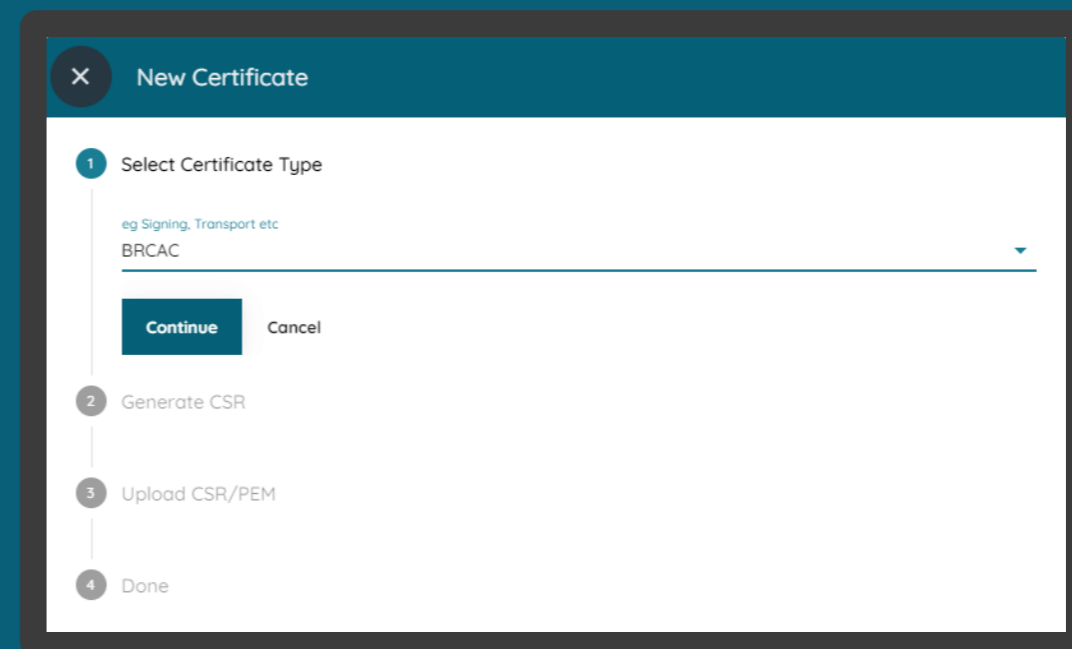 New Certificate
1 Select Certificate Type
eg Signing, Transport etc
BRCAC
Continue Cancel
2 Generate CSR
3 Upload CSR/PEM
4 Done